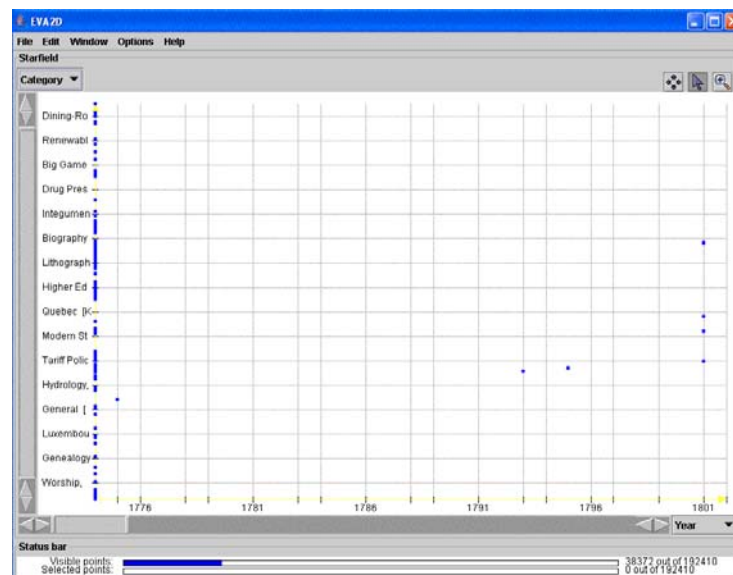 EVA2D
File Edit Window Options Help
Starfield
Category
Dining-Ro
Renewabl
Big Game
Drug Pres
Integumen
Biography
Lithograph
Higher Ed
Quebec [K
Modern St
Tariff Polic
Hydrology,
General [
Luxembou
Genealogy
Worship,
1776 1781 1786 1791 1796 1801
Year
Status bar
Visible points: 38372 out of 192410
Selected points: 0 out of 192410